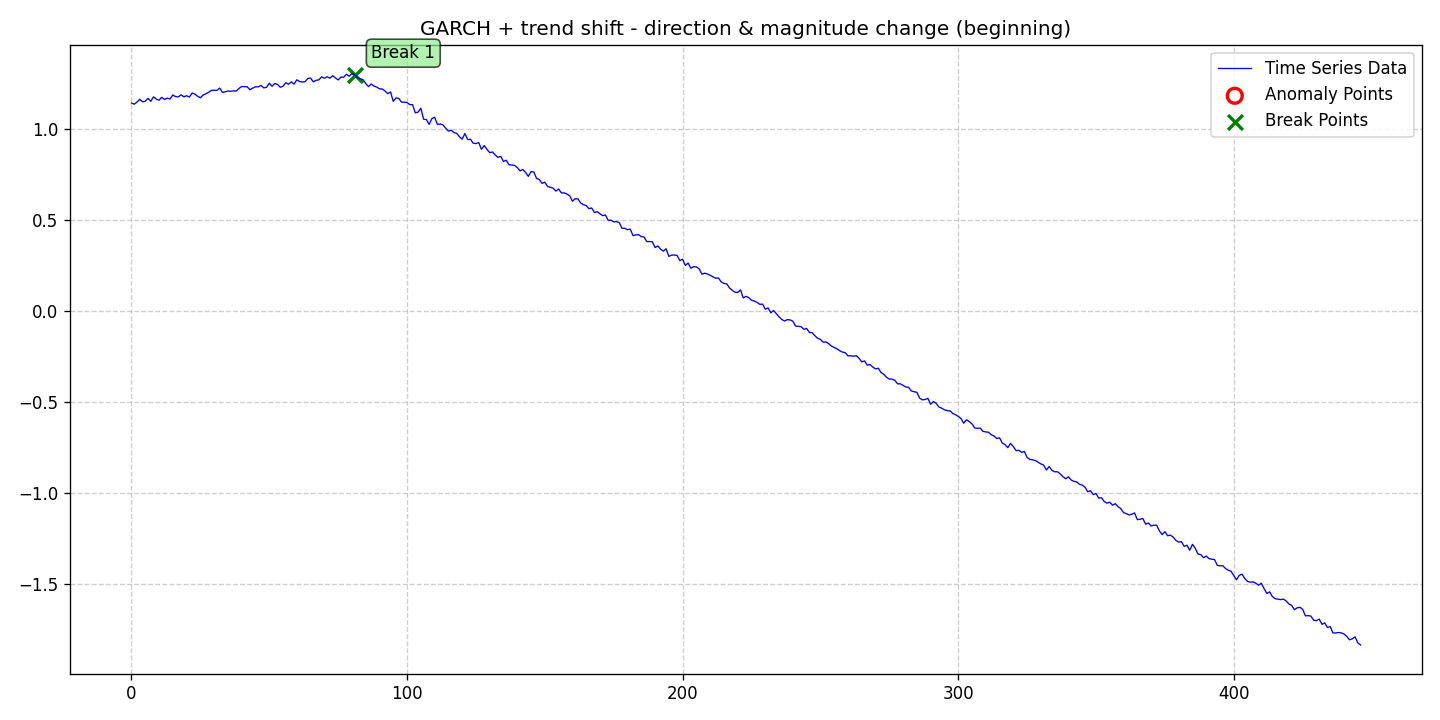 GARCH + trend shift - direction & magnitude change (beginning)
Break 1
Time Series Data
Anomaly Points
Break Points
1.0
0.5
0.0
−0.5
−1.0
−1.5
0 100 200 300 400